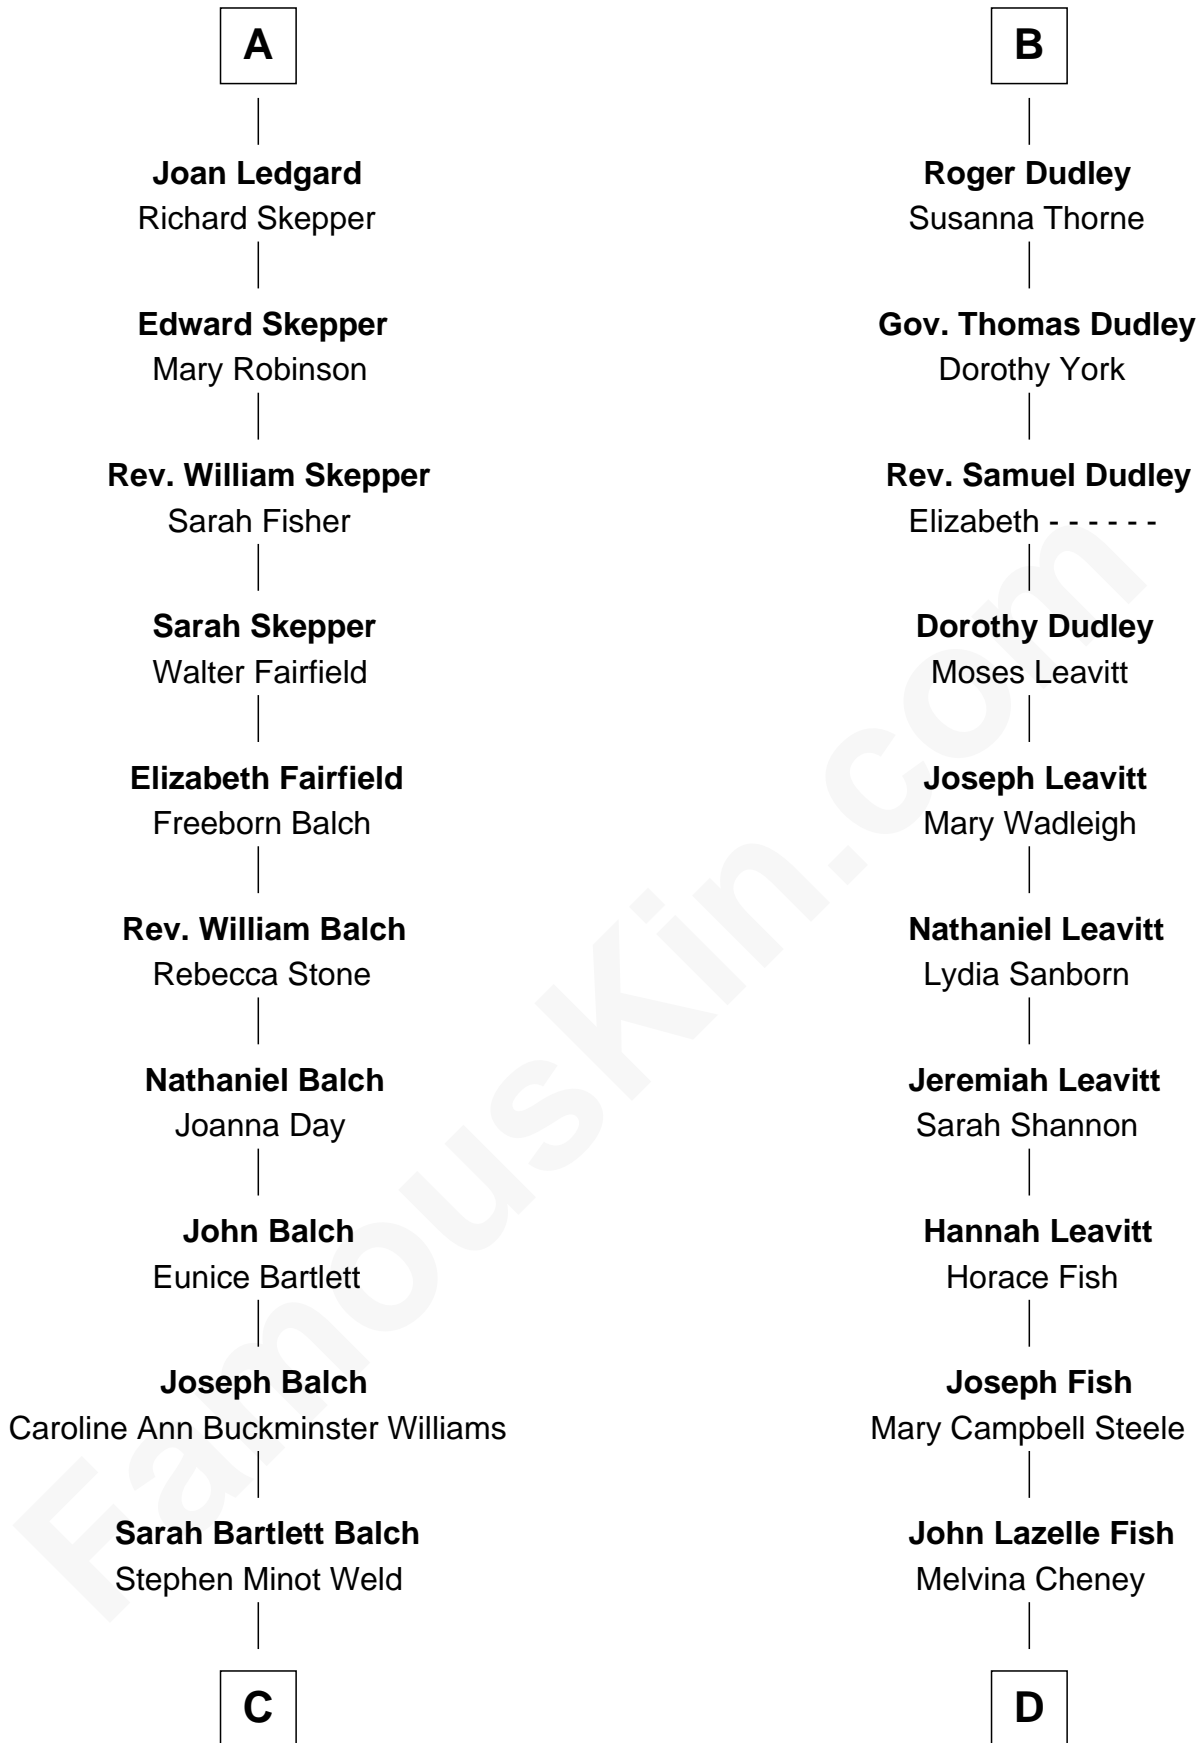 A
Joan Ledgard
Richard Skepper
Edward Skepper
Mary Robinson
Rev. William Skepper
Sarah Fisher
Sarah Skepper
Walter Fairfield
Elizabeth Fairfield
Freeborn Balch
Rev. William Balch
Rebecca Stone
Nathaniel Balch
Joanna Day
John Balch
Eunice Bartlett
Joseph Balch
Caroline Ann Buckminster Williams
Sarah Bartlett Balch
Stephen Minot Weld
C
B
Roger Dudley
Susanna Thorne
Gov. Thomas Dudley
Dorothy York
Rev. Samuel Dudley
Elizabeth - - - - - -
Dorothy Dudley
Moses Leavitt
Joseph Leavitt
Mary Wadleigh
Nathaniel Leavitt
Lydia Sanborn
Jeremiah Leavitt
Sarah Shannon
Hannah Leavitt
Horace Fish
Joseph Fish
Mary Campbell Steele
John Lazelle Fish
Melvina Cheney
D
FamousKin.com